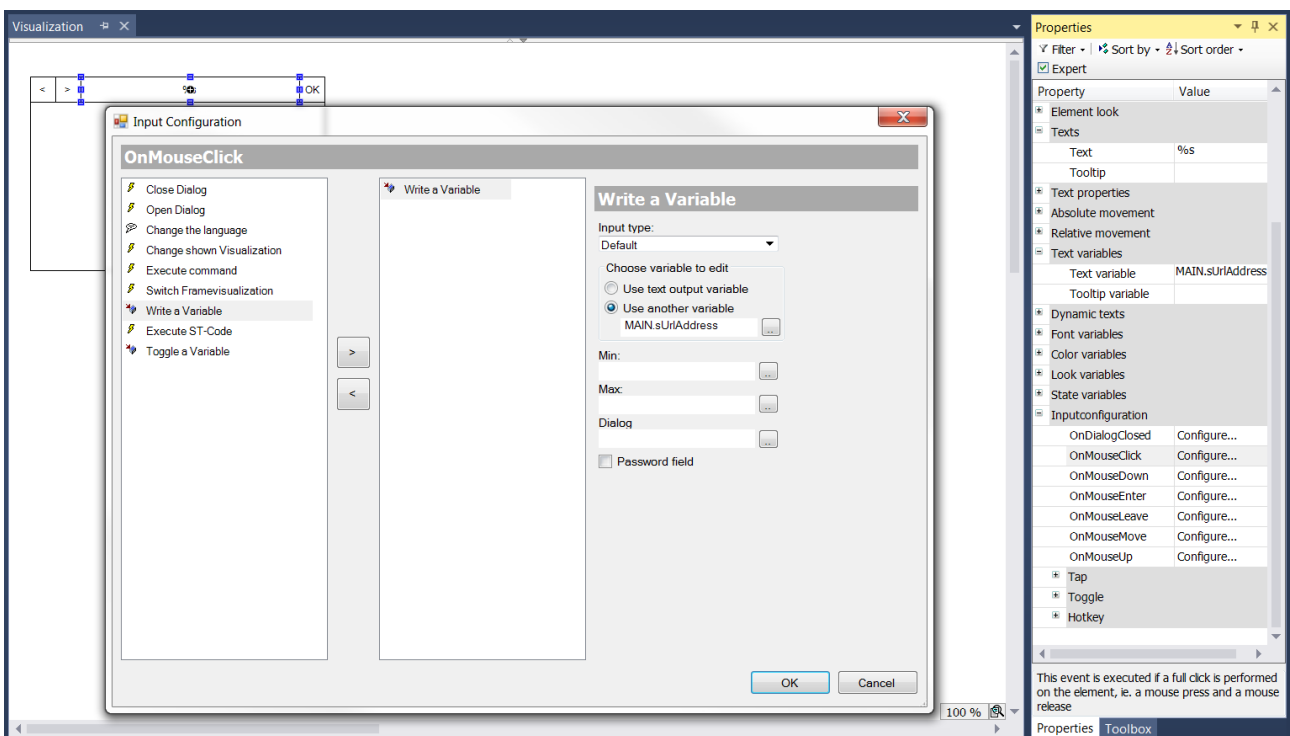 Visualization
< > %s OK
Input Configuration
OnMouseClick
Close Dialog
Open Dialog
Change the language
Change shown Visualization
Execute command
Switch Framevisualization
Write a Variable
Execute ST-Code
Toggle a Variable
>
<
Write a Variable
Write a Variable
Input type:
Default
Choose variable to edit
Use text output variable
Use another variable
MAIN.sUrlAddress
..
Min:
..
Max:
..
Dialog
..
Password field
OK Cancel
100 %
Properties
Filter Sort by Sort order
Expert
Property Value
Element look
Texts
Text %s
Tooltip
Text properties
Absolute movement
Relative movement
Text variables
Text variable MAIN.sUrlAddress
Tooltip variable
Dynamic texts
Font variables
Color variables
Look variables
State variables
Inputconfiguration
OnDialogClosed Configure...
OnMouseClick Configure...
OnMouseDown Configure...
OnMouseEnter Configure...
OnMouseLeave Configure...
OnMouseMove Configure...
OnMouseUp Configure...
Tap
Toggle
Hotkey
This event is executed if a full click is performed
on the element, ie. a mouse press and a mouse
release
Properties Toolbox